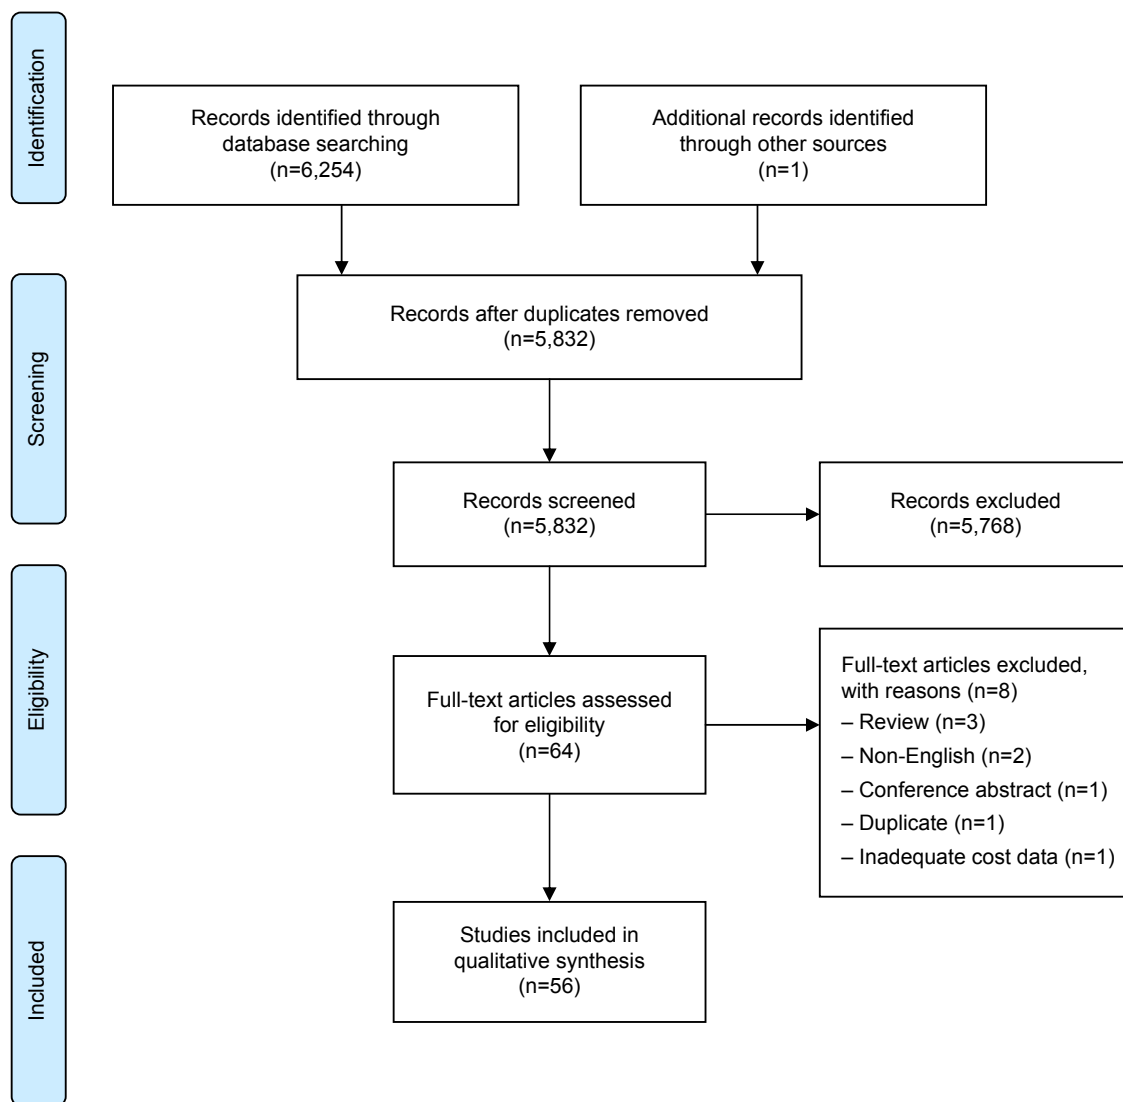 Identification
Records identified through
database searching
(n=6,254)
Additional records identified
through other sources
(n=1)
Screening
Records after duplicates removed
(n=5,832)
Records screened
(n=5,832)
Records excluded
(n=5,768)
Eligibility
Full-text articles assessed
for eligibility
(n=64)
Full-text articles excluded,
with reasons (n=8)
– Review (n=3)
– Non-English (n=2)
– Conference abstract (n=1)
– Duplicate (n=1)
– Inadequate cost data (n=1)
Included
Studies included in
qualitative synthesis
(n=56)